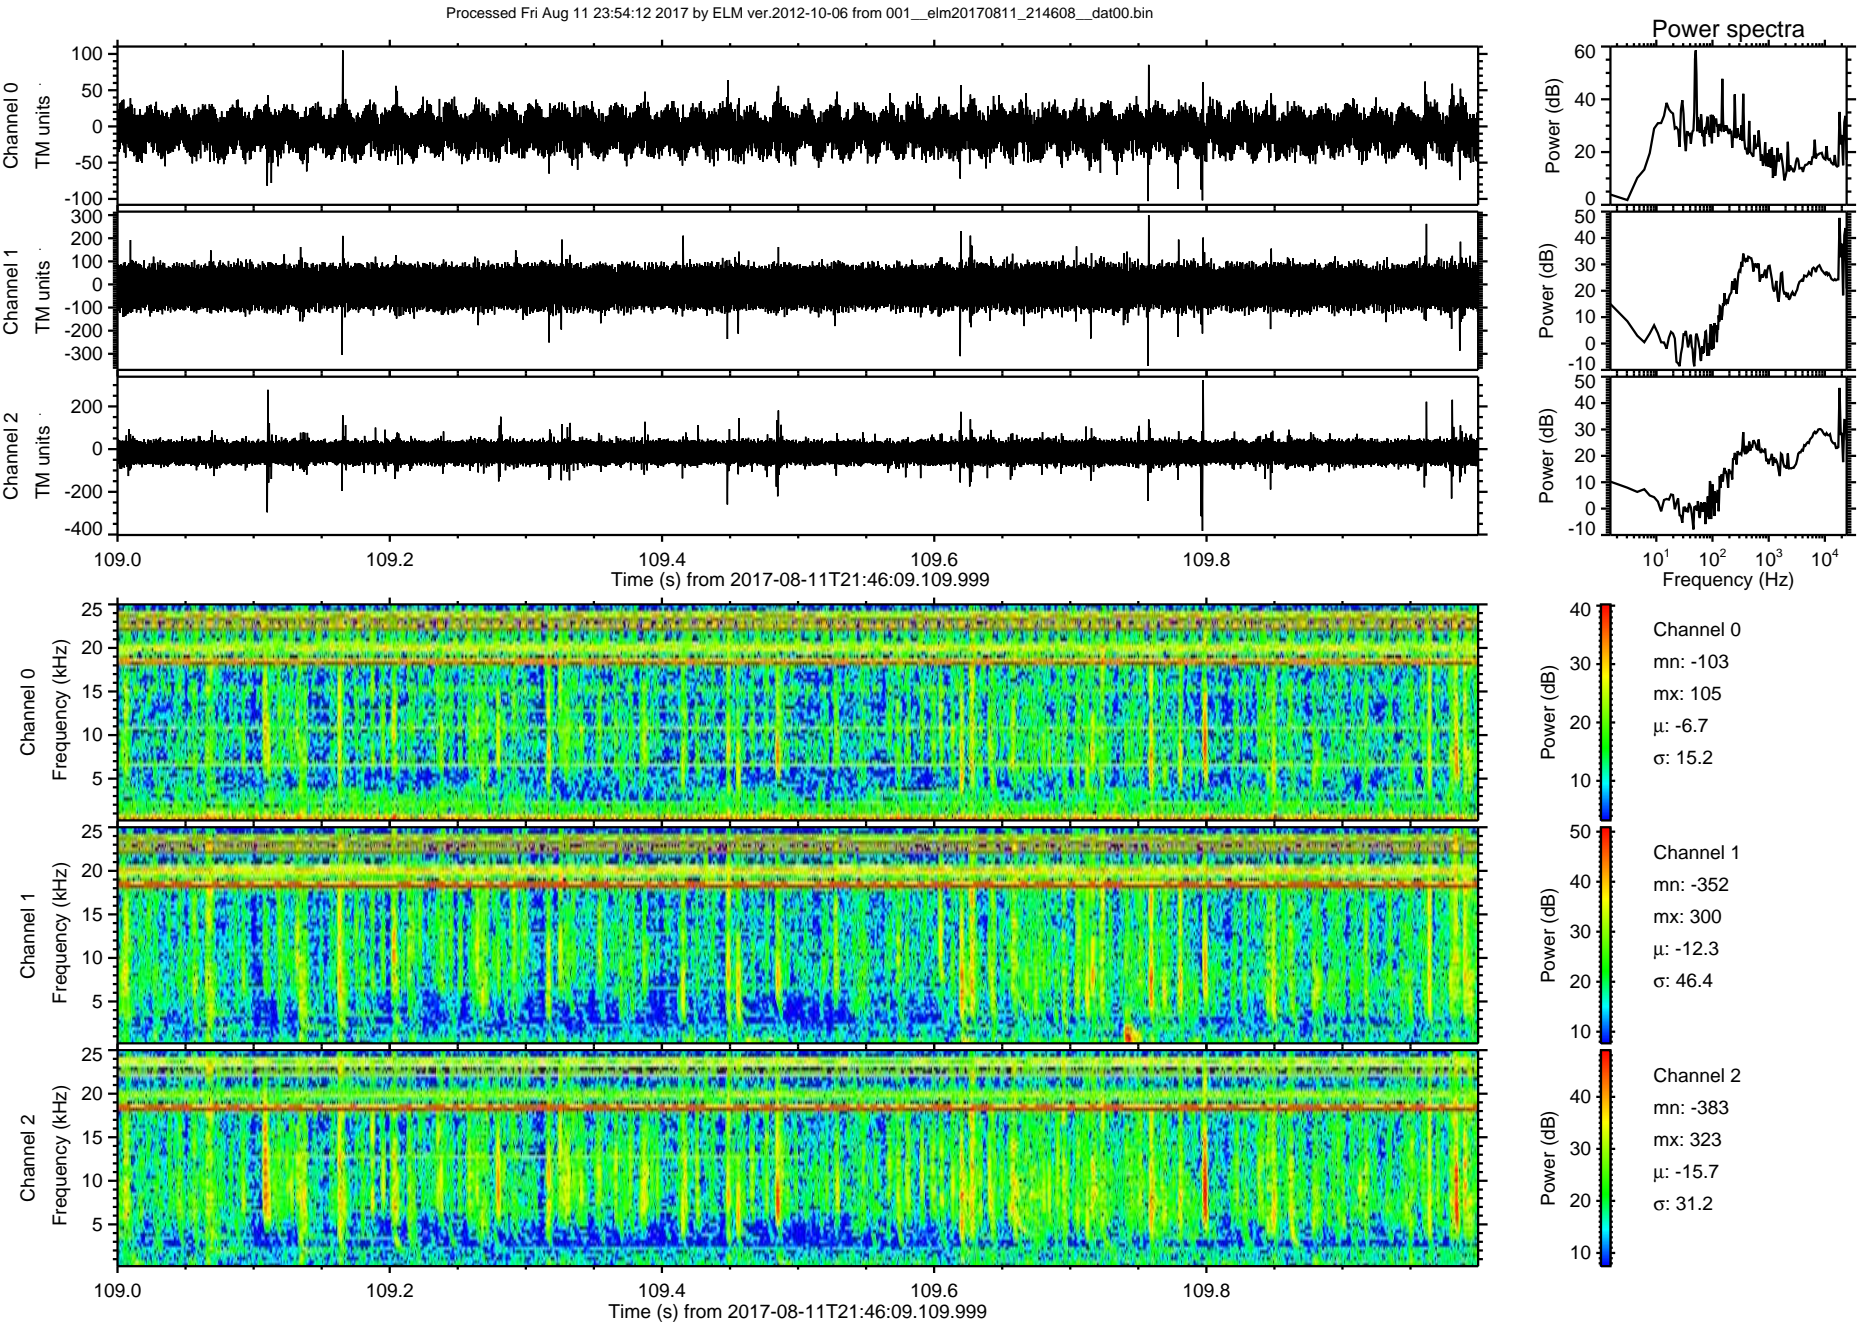 Processed Fri Aug 11 23:54:12 2017 by ELM ver.2012-10-06 from 001__elm20170811_214608__dat00.bin
Power spectra
Channel 0
TM units
100
50
0
-50
-100
Power (dB)
60
40
20
0
Channel 1
TM units
300
200
100
0
-100
-200
-300
Power (dB)
50
40
30
20
10
0
-10
Channel 2
TM units
200
0
-200
-400
Power (dB)
50
40
30
20
10
0
-10
109.0 109.2 109.4 109.6 109.8
Time (s) from 2017-08-11T21:46:09.109.999
10^1 10^2 10^3 10^4
Frequency (Hz)
Channel 0
Frequency (kHz)
25
20
15
10
5
Power (dB)
40
30
20
10
Channel 0
mn: -103
mx: 105
μ: -6.7
σ: 15.2
Channel 1
Frequency (kHz)
25
20
15
10
5
Power (dB)
50
40
30
20
10
Channel 1
mn: -352
mx: 300
μ: -12.3
σ: 46.4
Channel 2
Frequency (kHz)
25
20
15
10
5
Power (dB)
40
30
20
10
Channel 2
mn: -383
mx: 323
μ: -15.7
σ: 31.2
109.0 109.2 109.4 109.6 109.8
Time (s) from 2017-08-11T21:46:09.109.999